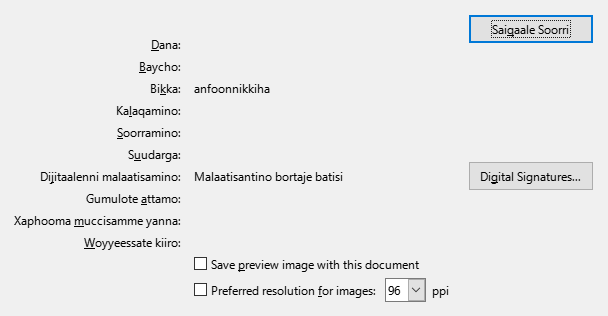 Saigaale Soorri
Dana:
Baycho:
Bikka: anfoonnikkiha
Kalaqamino:
Soorramino:
Suudarga:
Dijitaalenni malaatisamino: Malaatisantino bortaje batisi
Digital Signatures...
Gumulote attamo:
Xaphooma muccisamme yanna:
Woyyeessate kiiro:
Save preview image with this document
Preferred resolution for images: 96 ppi